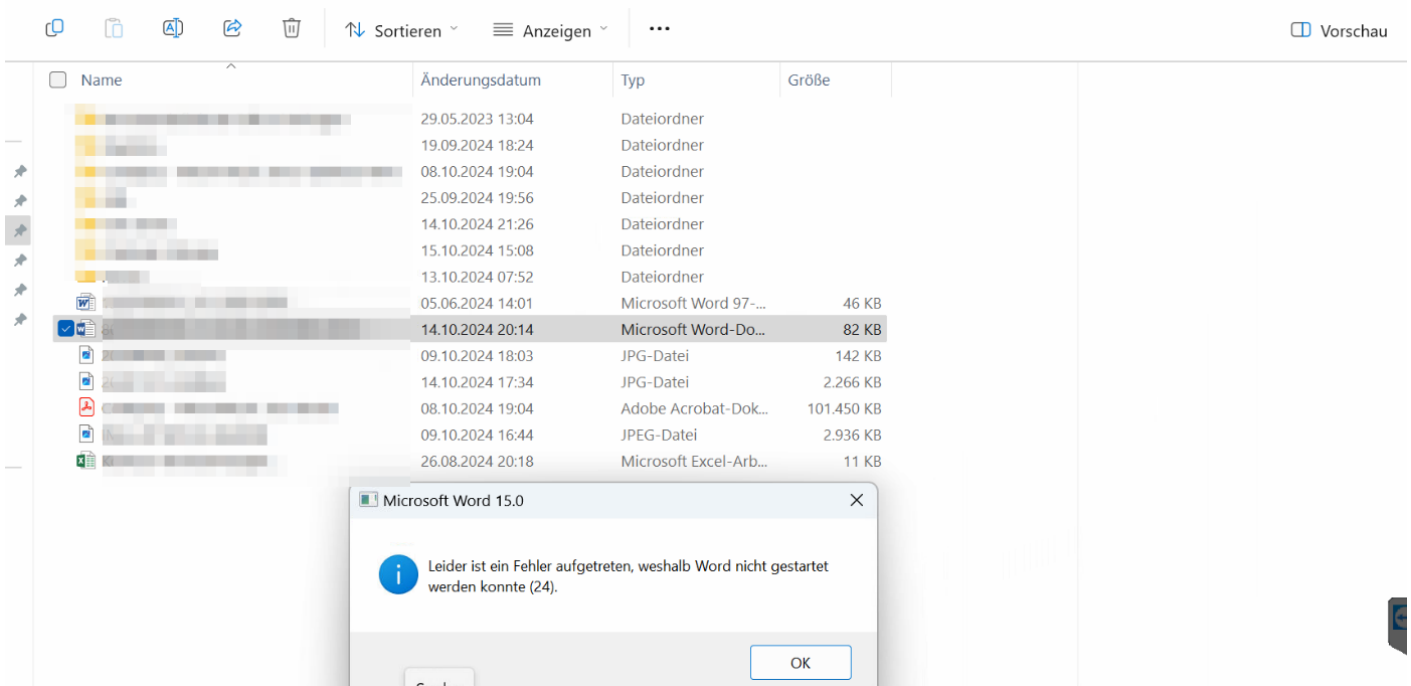 Sortieren Anzeigen ... Vorschau
Name Änderungsdatum Typ Größe
29.05.2023 13:04 Dateiordner
19.09.2024 18:24 Dateiordner
08.10.2024 19:04 Dateiordner
25.09.2024 19:56 Dateiordner
14.10.2024 21:26 Dateiordner
15.10.2024 15:08 Dateiordner
13.10.2024 07:52 Dateiordner
05.06.2024 14:01 Microsoft Word 97-... 46 KB
14.10.2024 20:14 Microsoft Word-Do... 82 KB
09.10.2024 18:03 JPG-Datei 142 KB
14.10.2024 17:34 JPG-Datei 2.266 KB
08.10.2024 19:04 Adobe Acrobat-Dok... 101.450 KB
09.10.2024 16:44 JPEG-Datei 2.936 KB
26.08.2024 20:18 Microsoft Excel-Arb... 11 KB
Microsoft Word 15.0
Leider ist ein Fehler aufgetreten, weshalb Word nicht gestartet
werden konnte (24).
OK